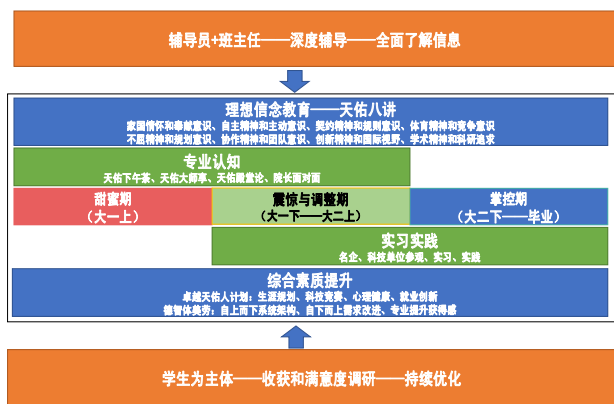 辅导员+班主任——深度辅导——全面了解信息
理想信念教育——天佑八讲
家国情怀和奉献意识、自主精神和主动意识、契约精神和规则意识、体育精神和竞争意识
不屈精神和规划意识、协作精神和团队意识、创新精神和国际视野、学术精神和科研追求
专业认知
天佑下午茶、天佑大师享、天佑殿堂论、院长面对面
甜蜜期
（大一上）
震惊与调整期
（大一下——大二上）
掌控期
（大二下——毕业）
实习实践
名企、科技单位参观、实习、实践
综合素质提升
卓越天佑人计划：生涯规划、科技竞赛、心理健康、就业创新
德智体美劳：自上而下系统架构、自下而上需求改进、专业提升获得感
学生为主体——收获和满意度调研——持续优化